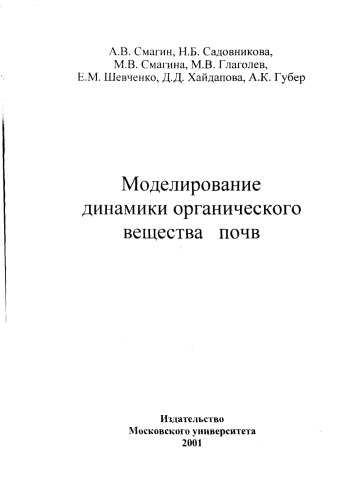 А.В. Смагин, Н.Б. Садовникова,
М.В. Смагина, М.В. Глаголев,
Е.М. Шевченко, Д.Д. Хайдапова, А.К. Губер
Моделирование
динамики органического
вещества почв
Издательство
Московского университета
2001